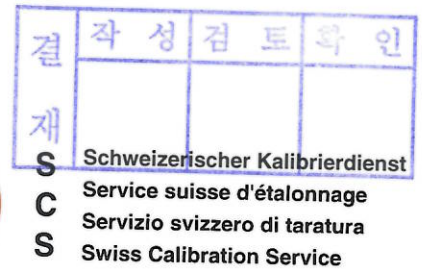 결재
작성 검토 확인
S Schweizerischer Kalibrierdienst
C Service suisse d'étalonnage
Servizio svizzero di taratura
S Swiss Calibration Service